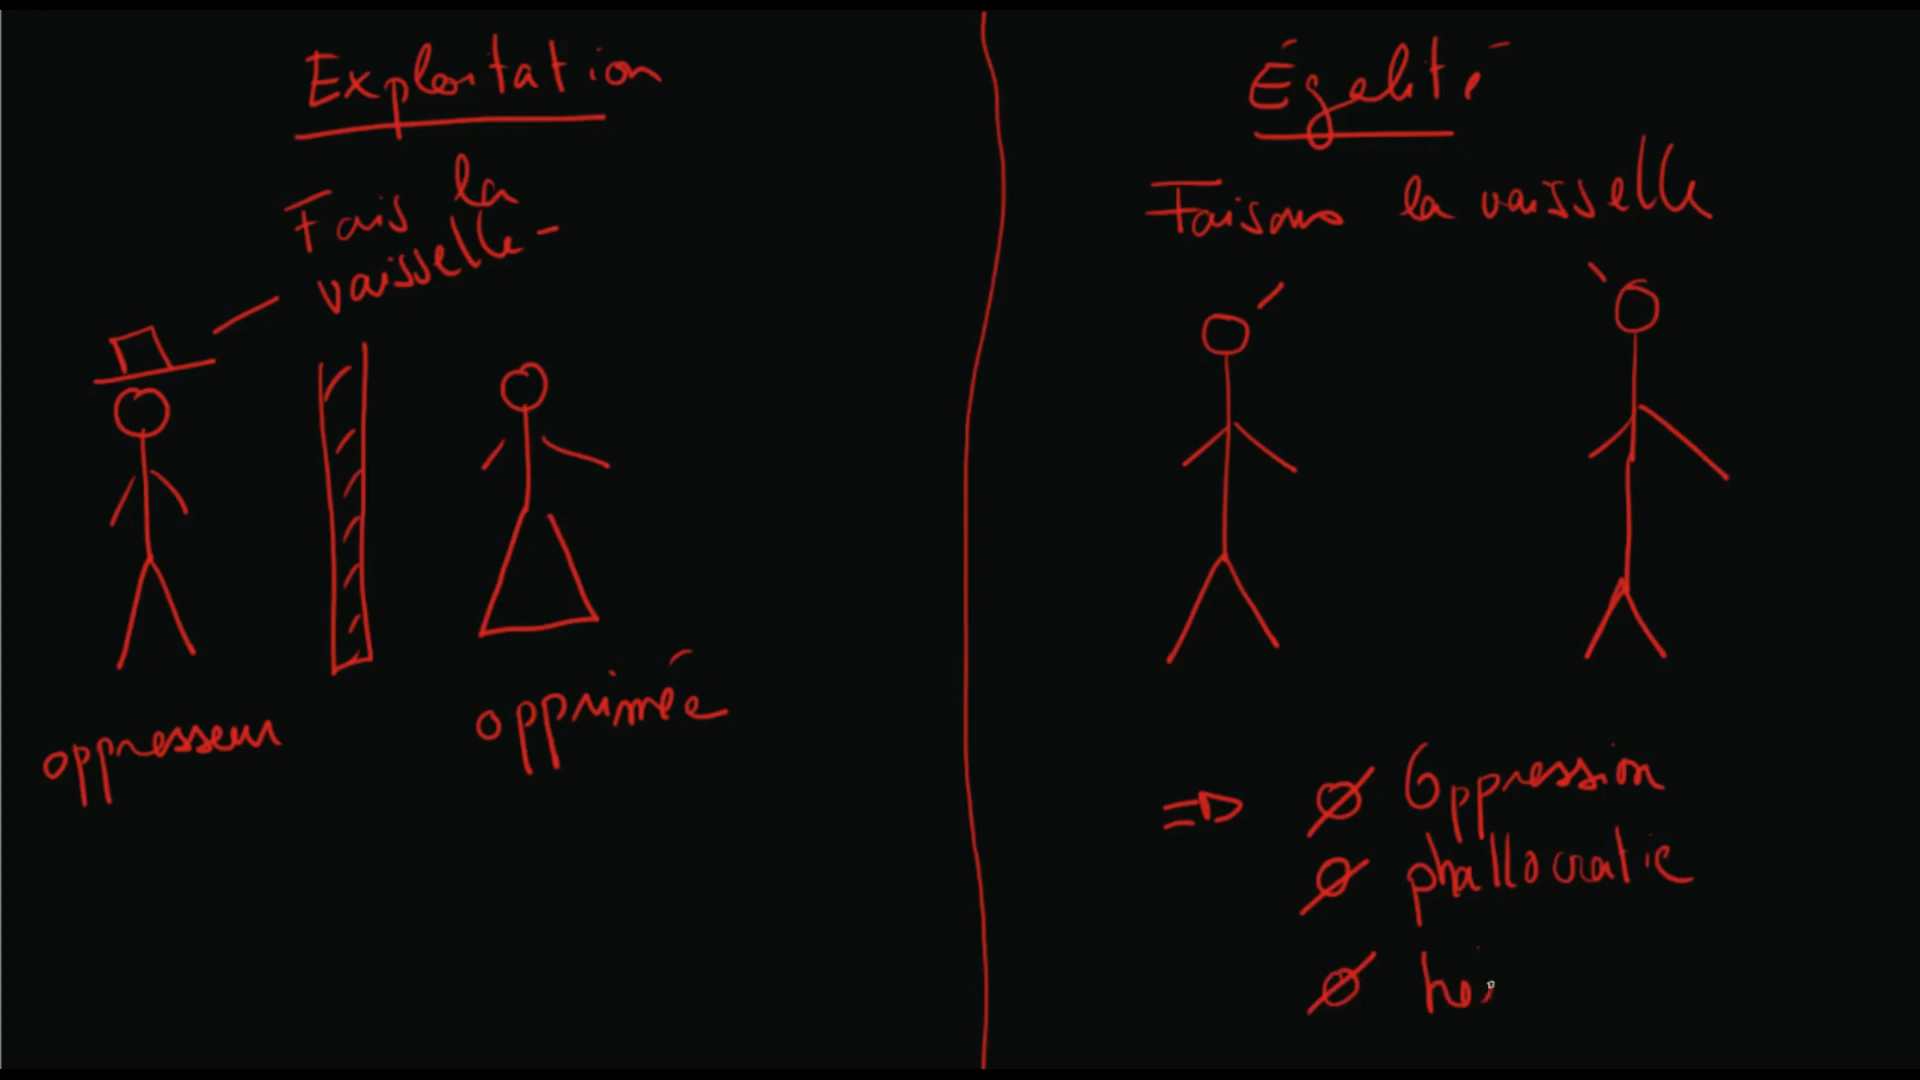 Exploitation
Fais la
vaisselle
oppresseur
opprimée
Égalité
Faisons la vaisselle
=> Ø Oppression
Ø phallocratie
Ø